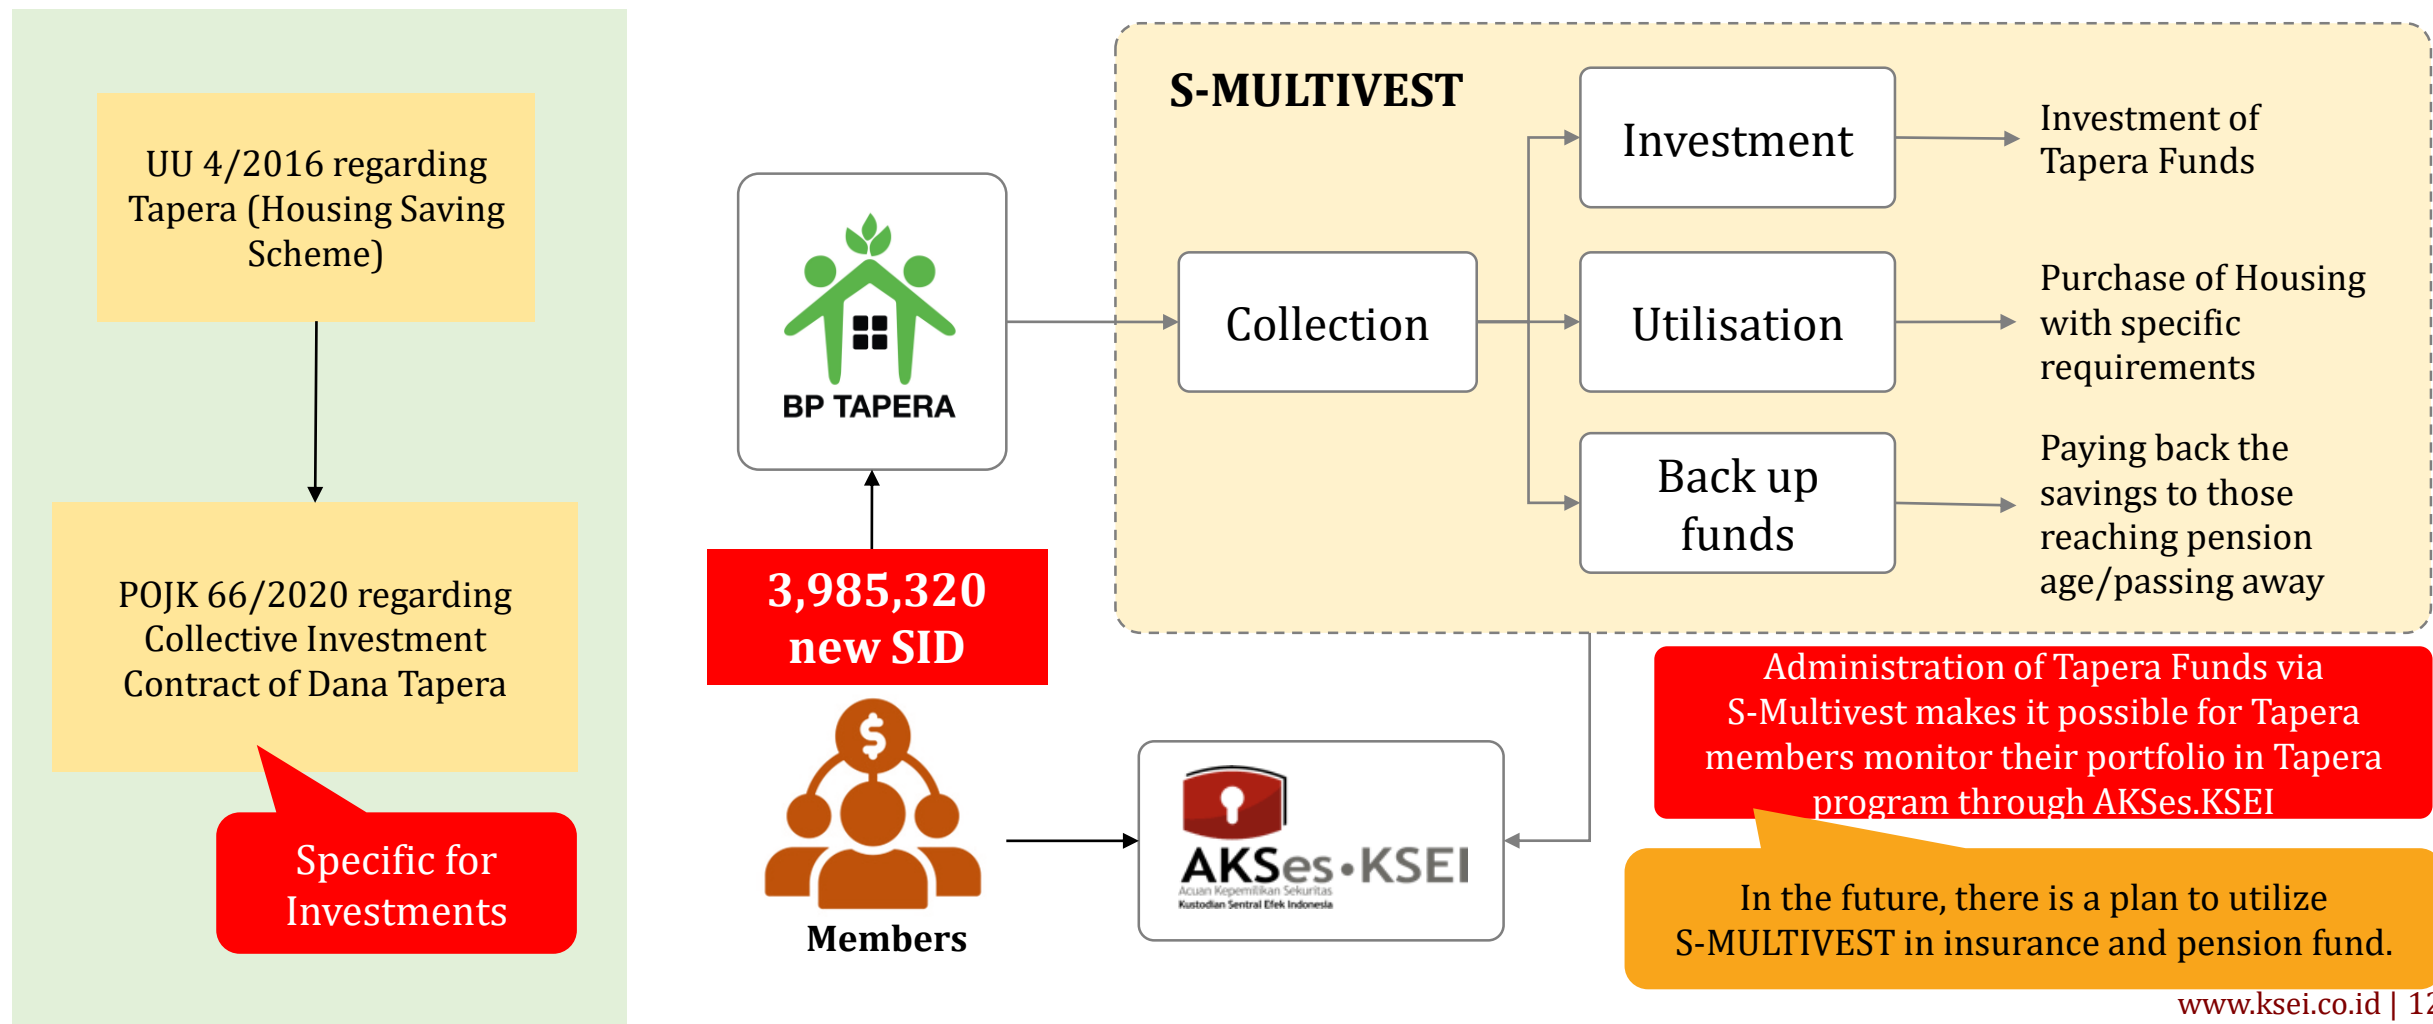 UU 4/2016 regarding
Tapera (Housing Saving
Scheme)
POJK 66/2020 regarding
Collective Investment
Contract of Dana Tapera
Specific for
Investments
BP TAPERA
3,985,320
new SID
$
Members
S-MULTIVEST
Collection
Investment
Investment of
Tapera Funds
Utilisation
Purchase of Housing
with specific
requirements
Back up
funds
Paying back the
savings to those
reaching pension
age/passing away
AKSes•KSEI
Acuan Kepemilikan Sekuritas
Kustodian Sentral Efek Indonesia
Administration of Tapera Funds via
S-Multivest makes it possible for Tapera
members monitor their portfolio in Tapera
program through AKSes.KSEI
In the future, there is a plan to utilize
S-MULTIVEST in insurance and pension fund.
www.ksei.co.id | 12